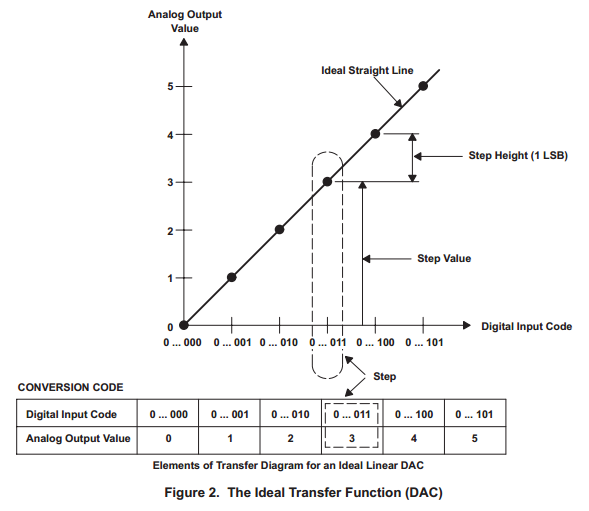 Analog Output
Value
Ideal Straight Line
5
4
Step Height (1 LSB)
3
2
Step Value
1
0
Digital Input Code
0 ... 000 0 ... 001 0 ... 010 0 ... 011 0 ... 100 0 ... 101
Step
CONVERSION CODE
Digital Input Code 0 ... 000 0 ... 001 0 ... 010 0 ... 011 0 ... 100 0 ... 101
Analog Output Value 0 1 2 3 4 5
Elements of Transfer Diagram for an Ideal Linear DAC
Figure 2. The Ideal Transfer Function (DAC)